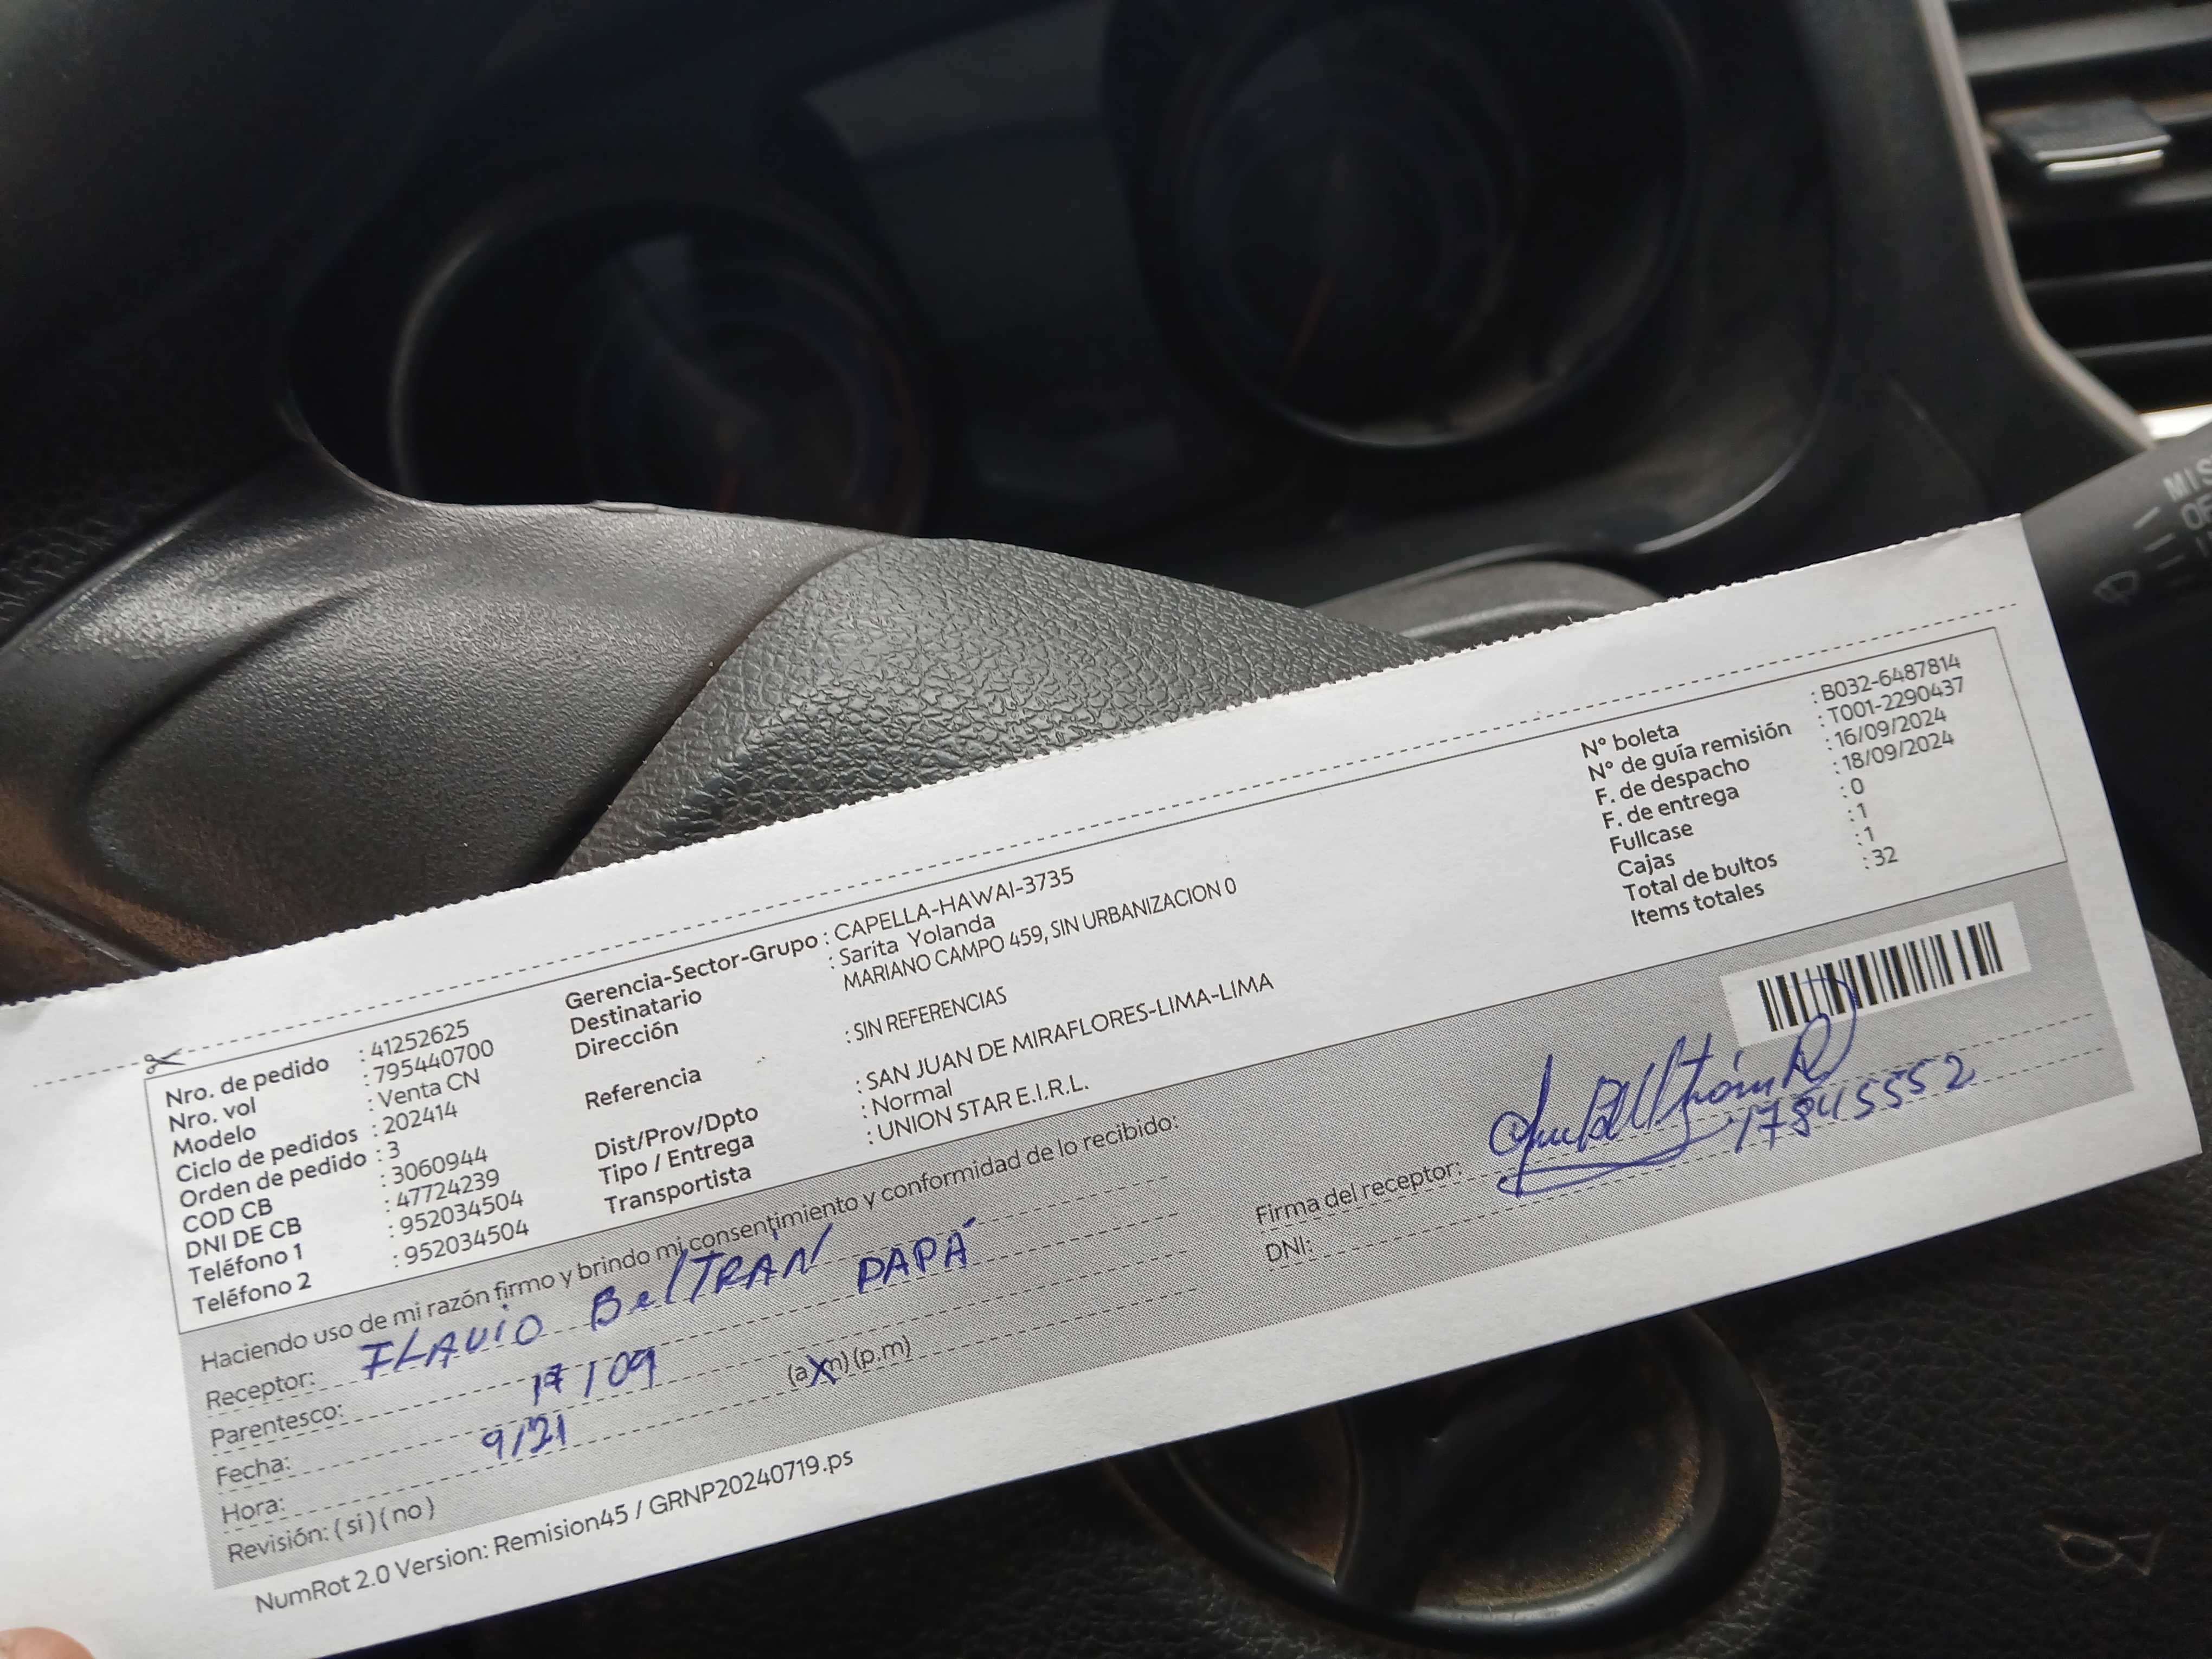 Nro. de pedido : 41252625
Nro. vol : 795440700
Modelo : Venta CN
Ciclo de pedidos : 202414
Orden de pedido : 3
COD CB : 3060944
DNI DE CB : 47724239
Teléfono 1 : 952034504
Teléfono 2 : 952034504
Gerencia-Sector-Grupo : CAPELLA-HAWAI-3735
Destinatario : Sarita Yolanda
Dirección MARIANO CAMPO 459, SIN URBANIZACION 0
Referencia : SIN REFERENCIAS
Dist/Prov/Dpto : SAN JUAN DE MIRAFLORES-LIMA-LIMA
Tipo / Entrega : Normal
Transportista : UNION STAR E.I.R.L.
N° boleta : B032-6487814
N° de guía remisión : T001-2290437
F. de despacho : 16/09/2024
F. de entrega : 18/09/2024
Fullcase : 0
Cajas : 1
Total de bultos : 1
Items totales : 32
Haciendo uso de mi razón firmo y brindo mi consentimiento y conformidad de lo recibido:
Receptor: FLAVIO BelTRAN
Parentesco: PAPÁ
Fecha: 17/09
Hora: 9/21 (a.m) (p.m)
Revisión: (si) (no)
Firma del receptor:
DNI: 17845552
NumRot 2.0 Version: Remision45 / GRNP20240719.ps